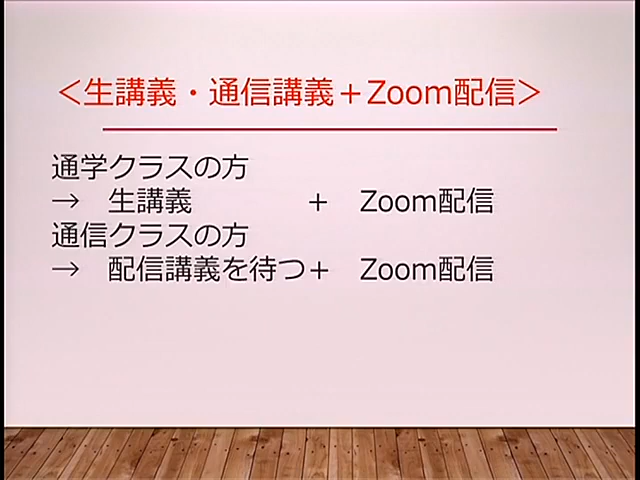 ＜生講義・通信講義＋Zoom配信＞
通学クラスの方
→　生講義　　　　＋　Zoom配信
通信クラスの方
→　配信講義を待つ＋　Zoom配信